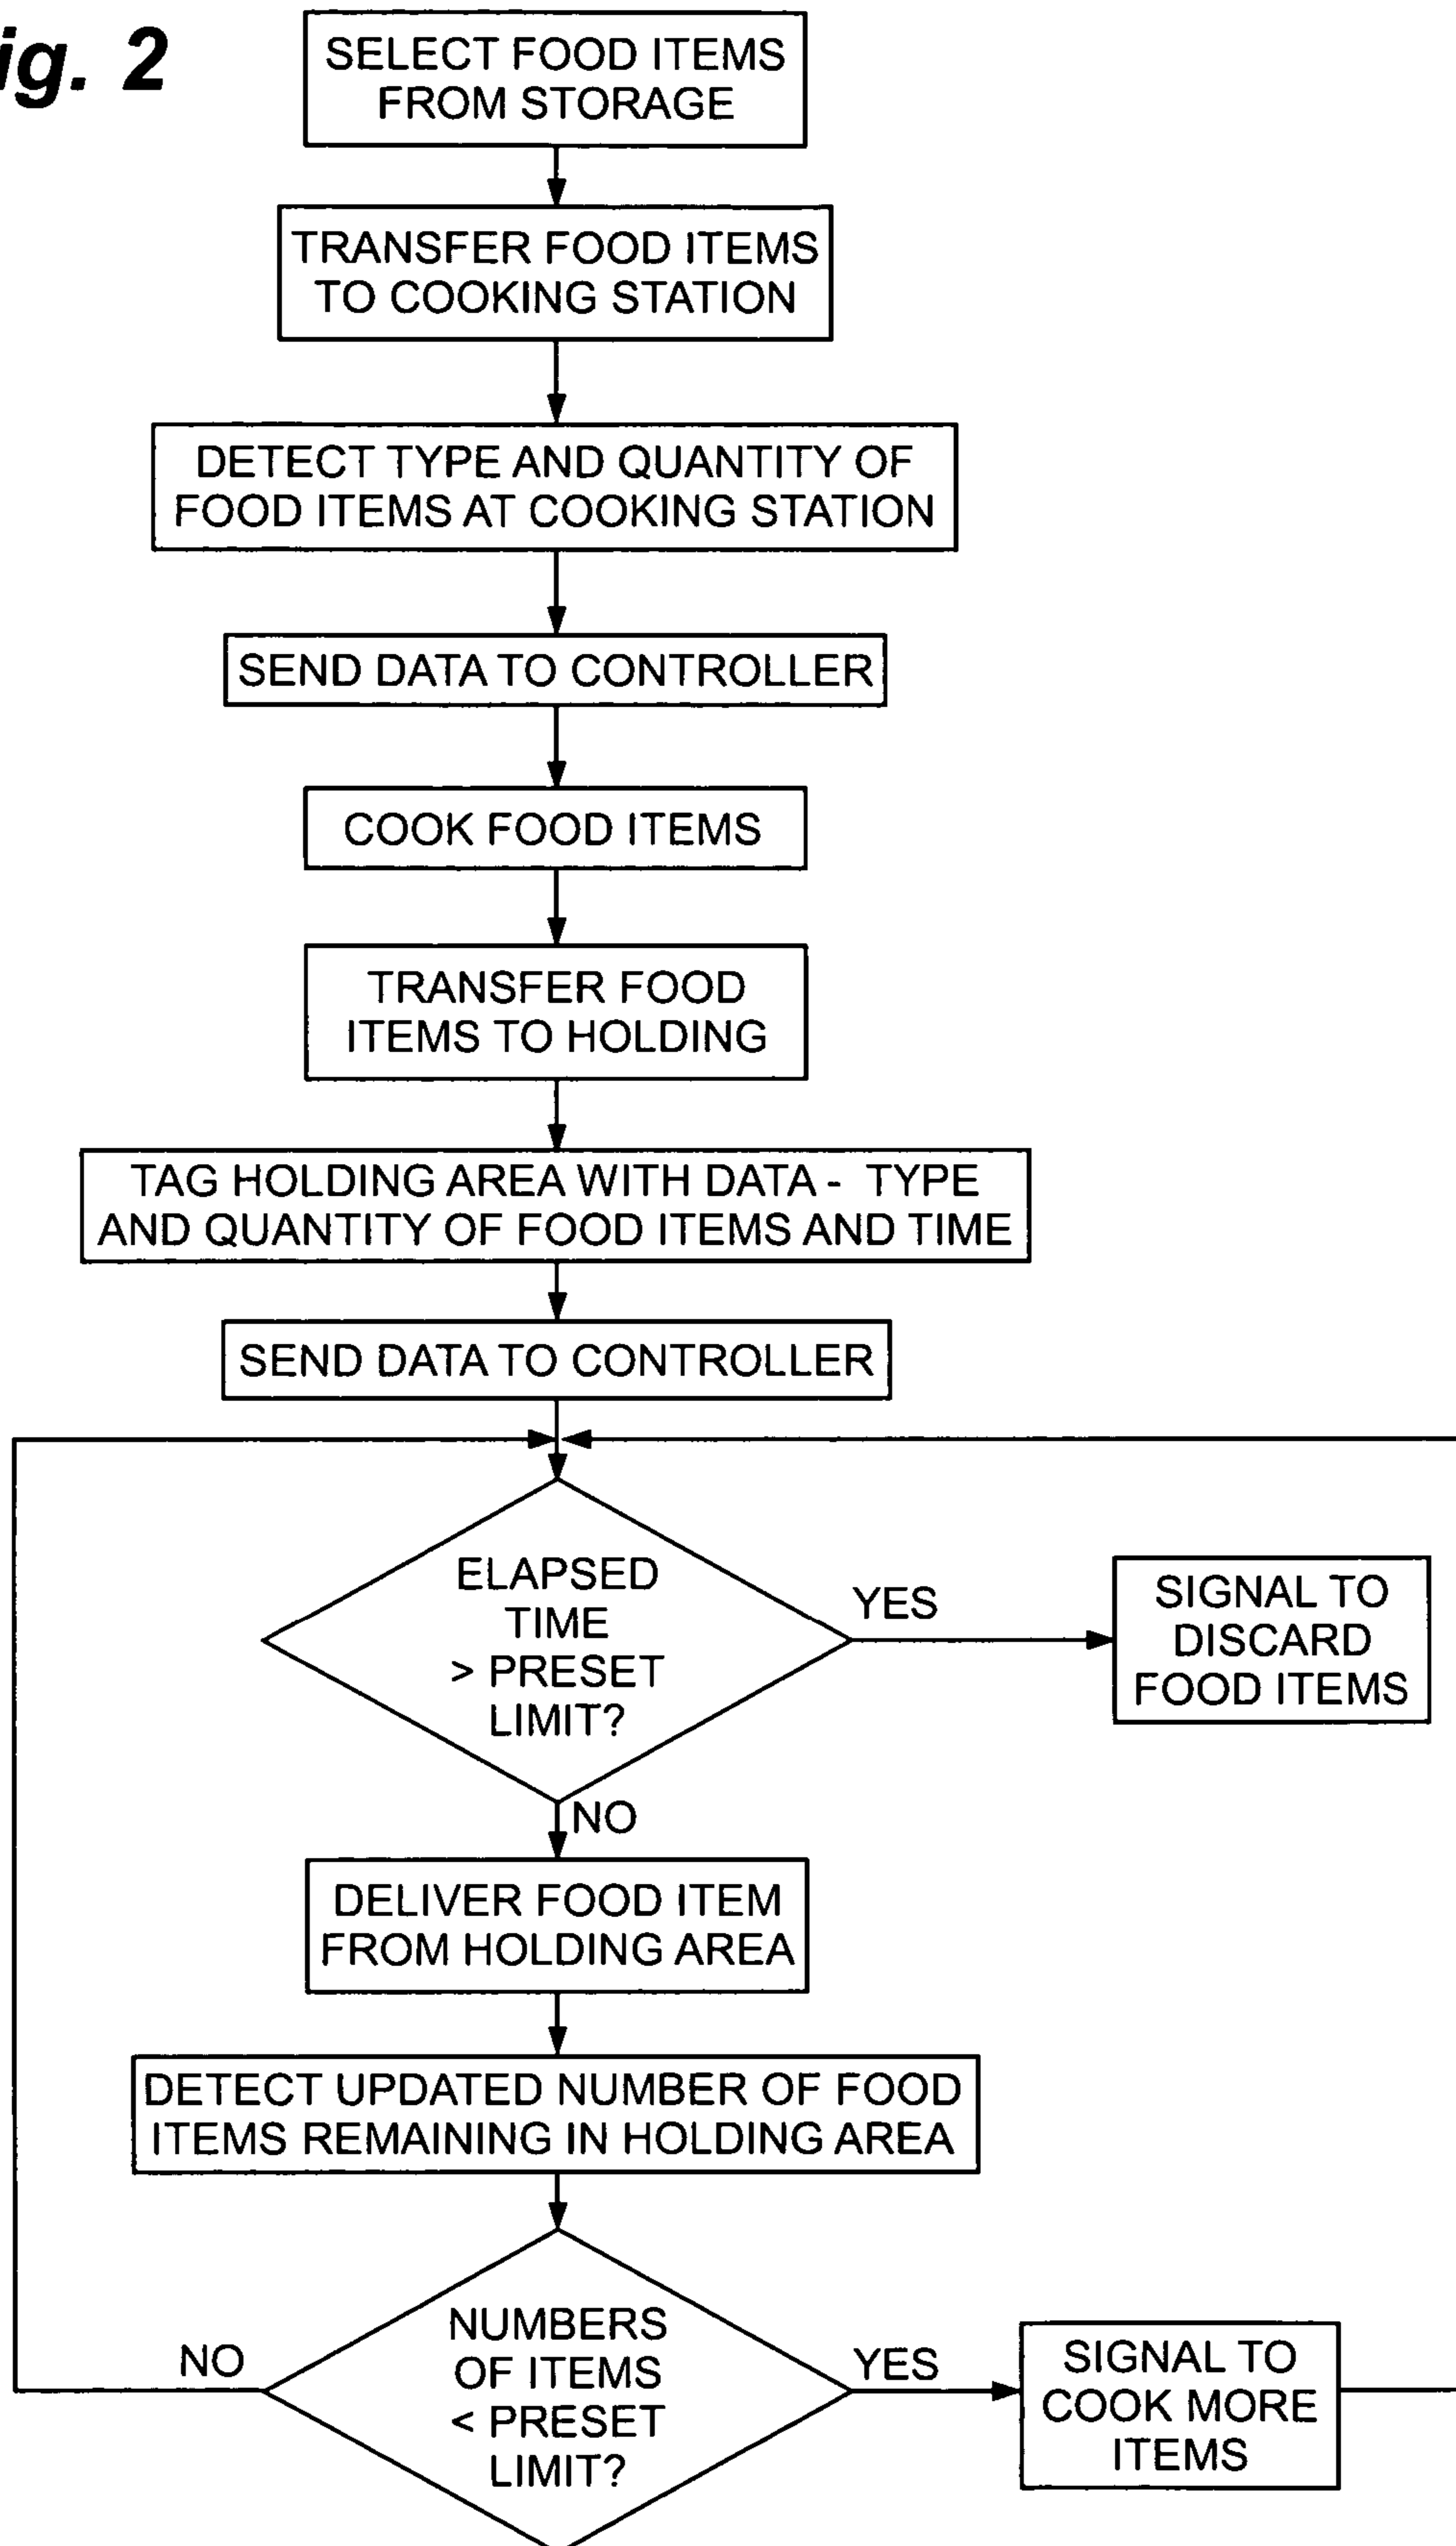 ig. 2
SELECT FOOD ITEMS
FROM STORAGE
TRANSFER FOOD ITEMS
TO COOKING STATION
DETECT TYPE AND QUANTITY OF
FOOD ITEMS AT COOKING STATION
SEND DATA TO CONTROLLER
COOK FOOD ITEMS
TRANSFER FOOD
ITEMS TO HOLDING
TAG HOLDING AREA WITH DATA - TYPE
AND QUANTITY OF FOOD ITEMS AND TIME
SEND DATA TO CONTROLLER
ELAPSED
TIME
> PRESET
LIMIT?
YES
SIGNAL TO
DISCARD
FOOD ITEMS
NO
DELIVER FOOD ITEM
FROM HOLDING AREA
DETECT UPDATED NUMBER OF FOOD
ITEMS REMAINING IN HOLDING AREA
NO
NUMBERS
OF ITEMS
< PRESET
LIMIT?
YES
SIGNAL TO
COOK MORE
ITEMS